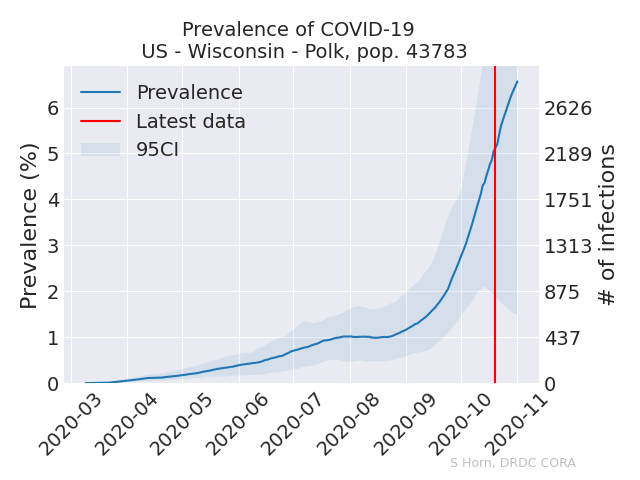 Prevalence of COVID-19
US - Wisconsin - Polk, pop. 43783
Prevalence
Latest data
95CI
Prevalence (%)
6
5
4
3
2
1
0
2626
2189
1751
1313
875
437
0
# of infections
2020-03
2020-04
2020-05
2020-06
2020-07
2020-08
2020-09
2020-10
2020-11
S Horn, DRDC CORA